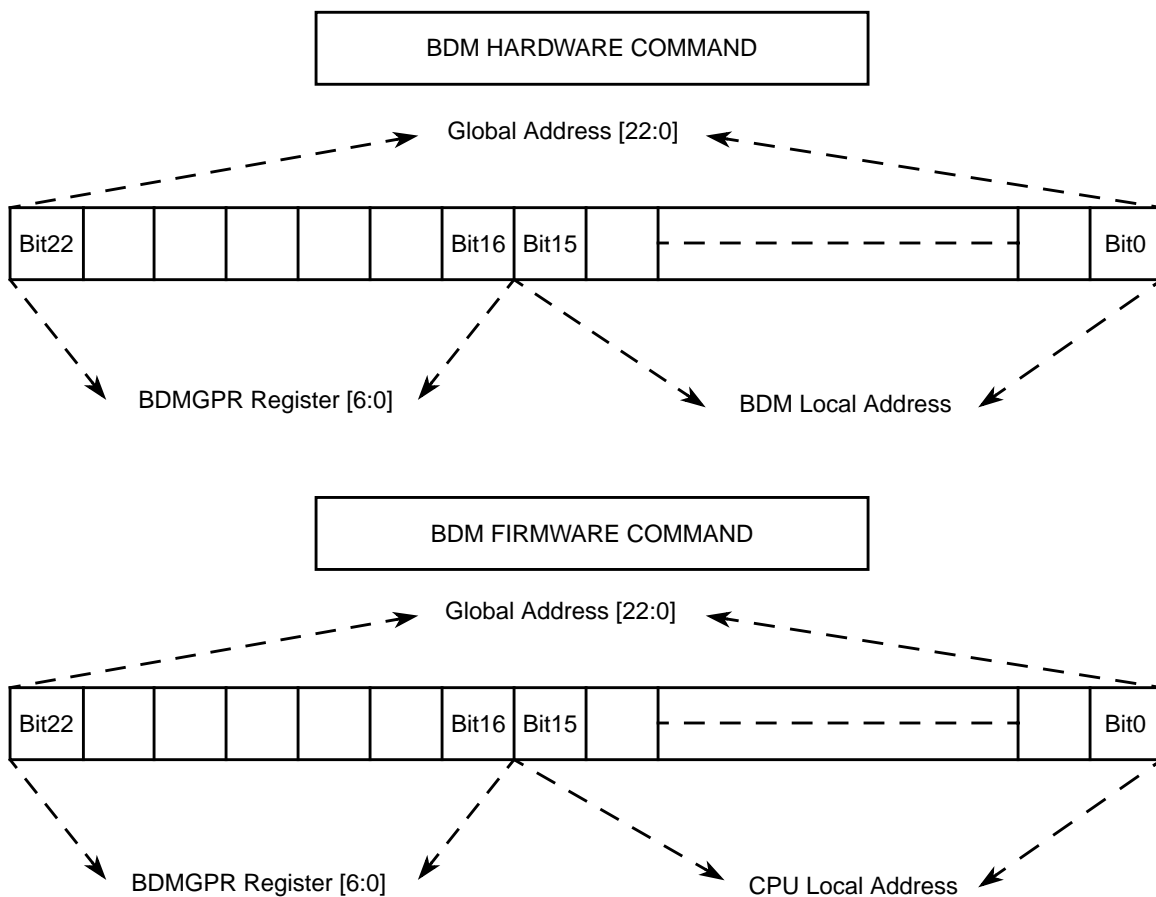 BDM HARDWARE COMMAND
Global Address [22:0]
Bit22 Bit16 Bit15 Bit0
BDMGPR Register [6:0] BDM Local Address
BDM FIRMWARE COMMAND
Global Address [22:0]
Bit22 Bit16 Bit15 Bit0
BDMGPR Register [6:0] CPU Local Address